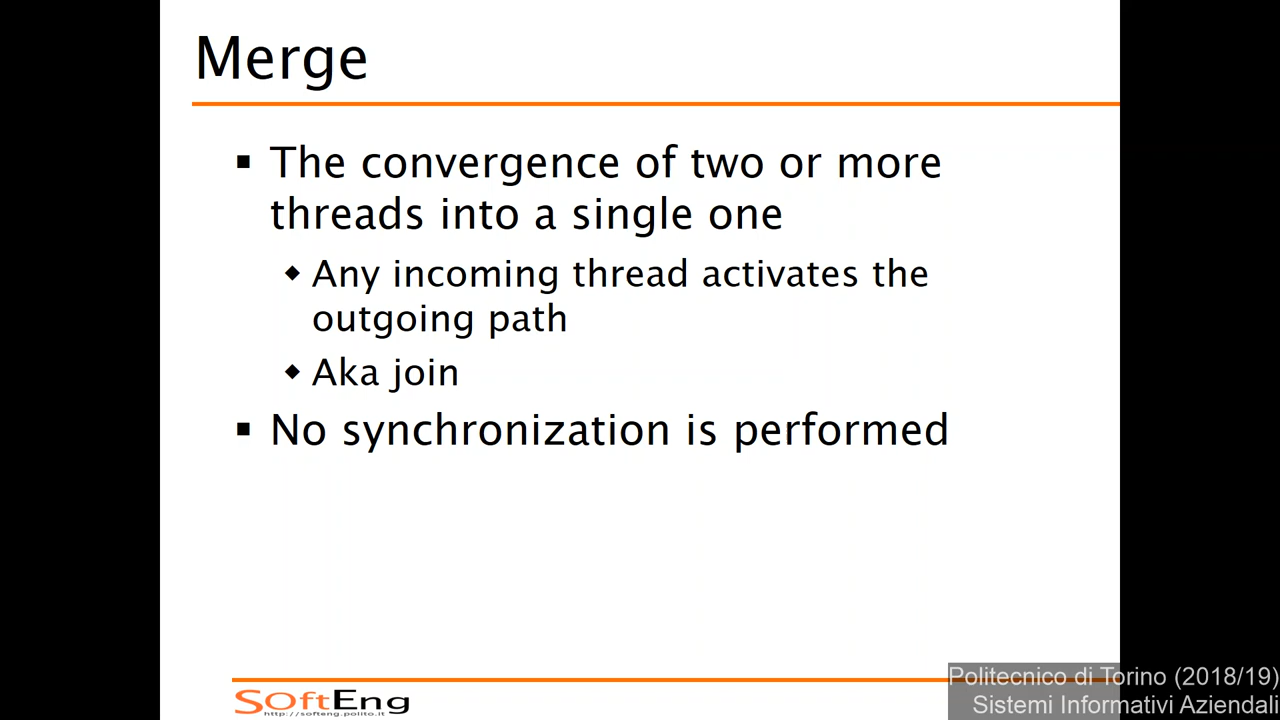 Merge
▪ The convergence of two or more
threads into a single one
◆ Any incoming thread activates the
outgoing path
◆ Aka join
▪ No synchronization is performed
SoftEng
http://softeng.polito.it
Politecnico di Torino (2018/19)
Sistemi Informativi Aziendali